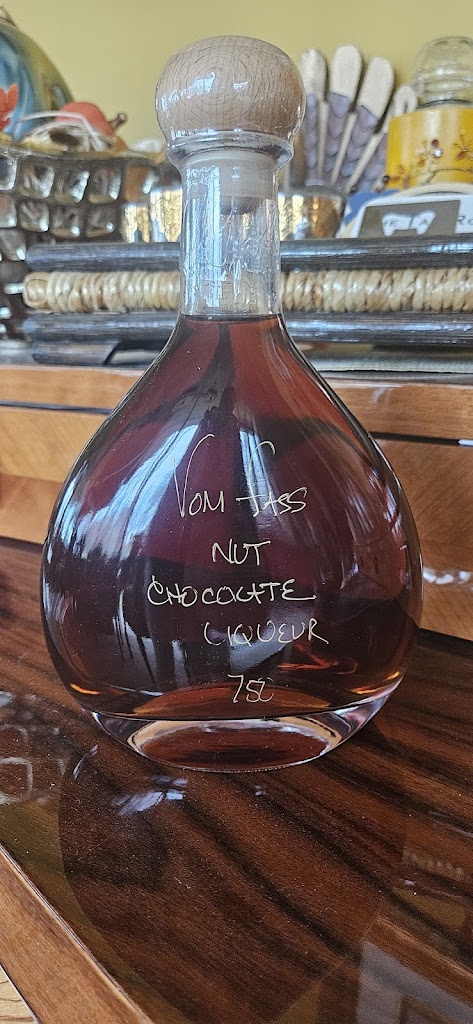 VOM FASS
NUT
CHOCOLATE
LIQUEUR
750